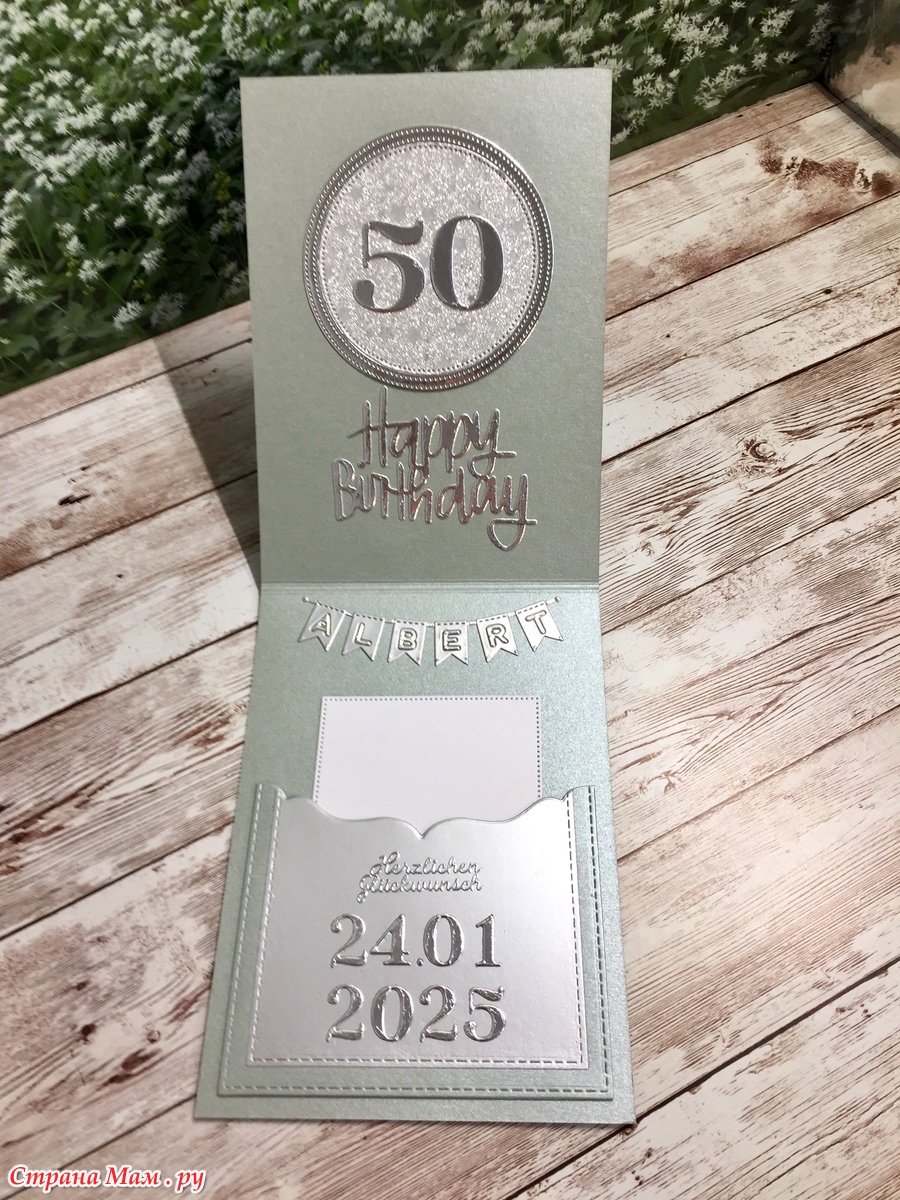 50
Happy
Birthday
ALBERT
Herzlichen
Glückwunsch
24.01
2025
Страна Мам.ру